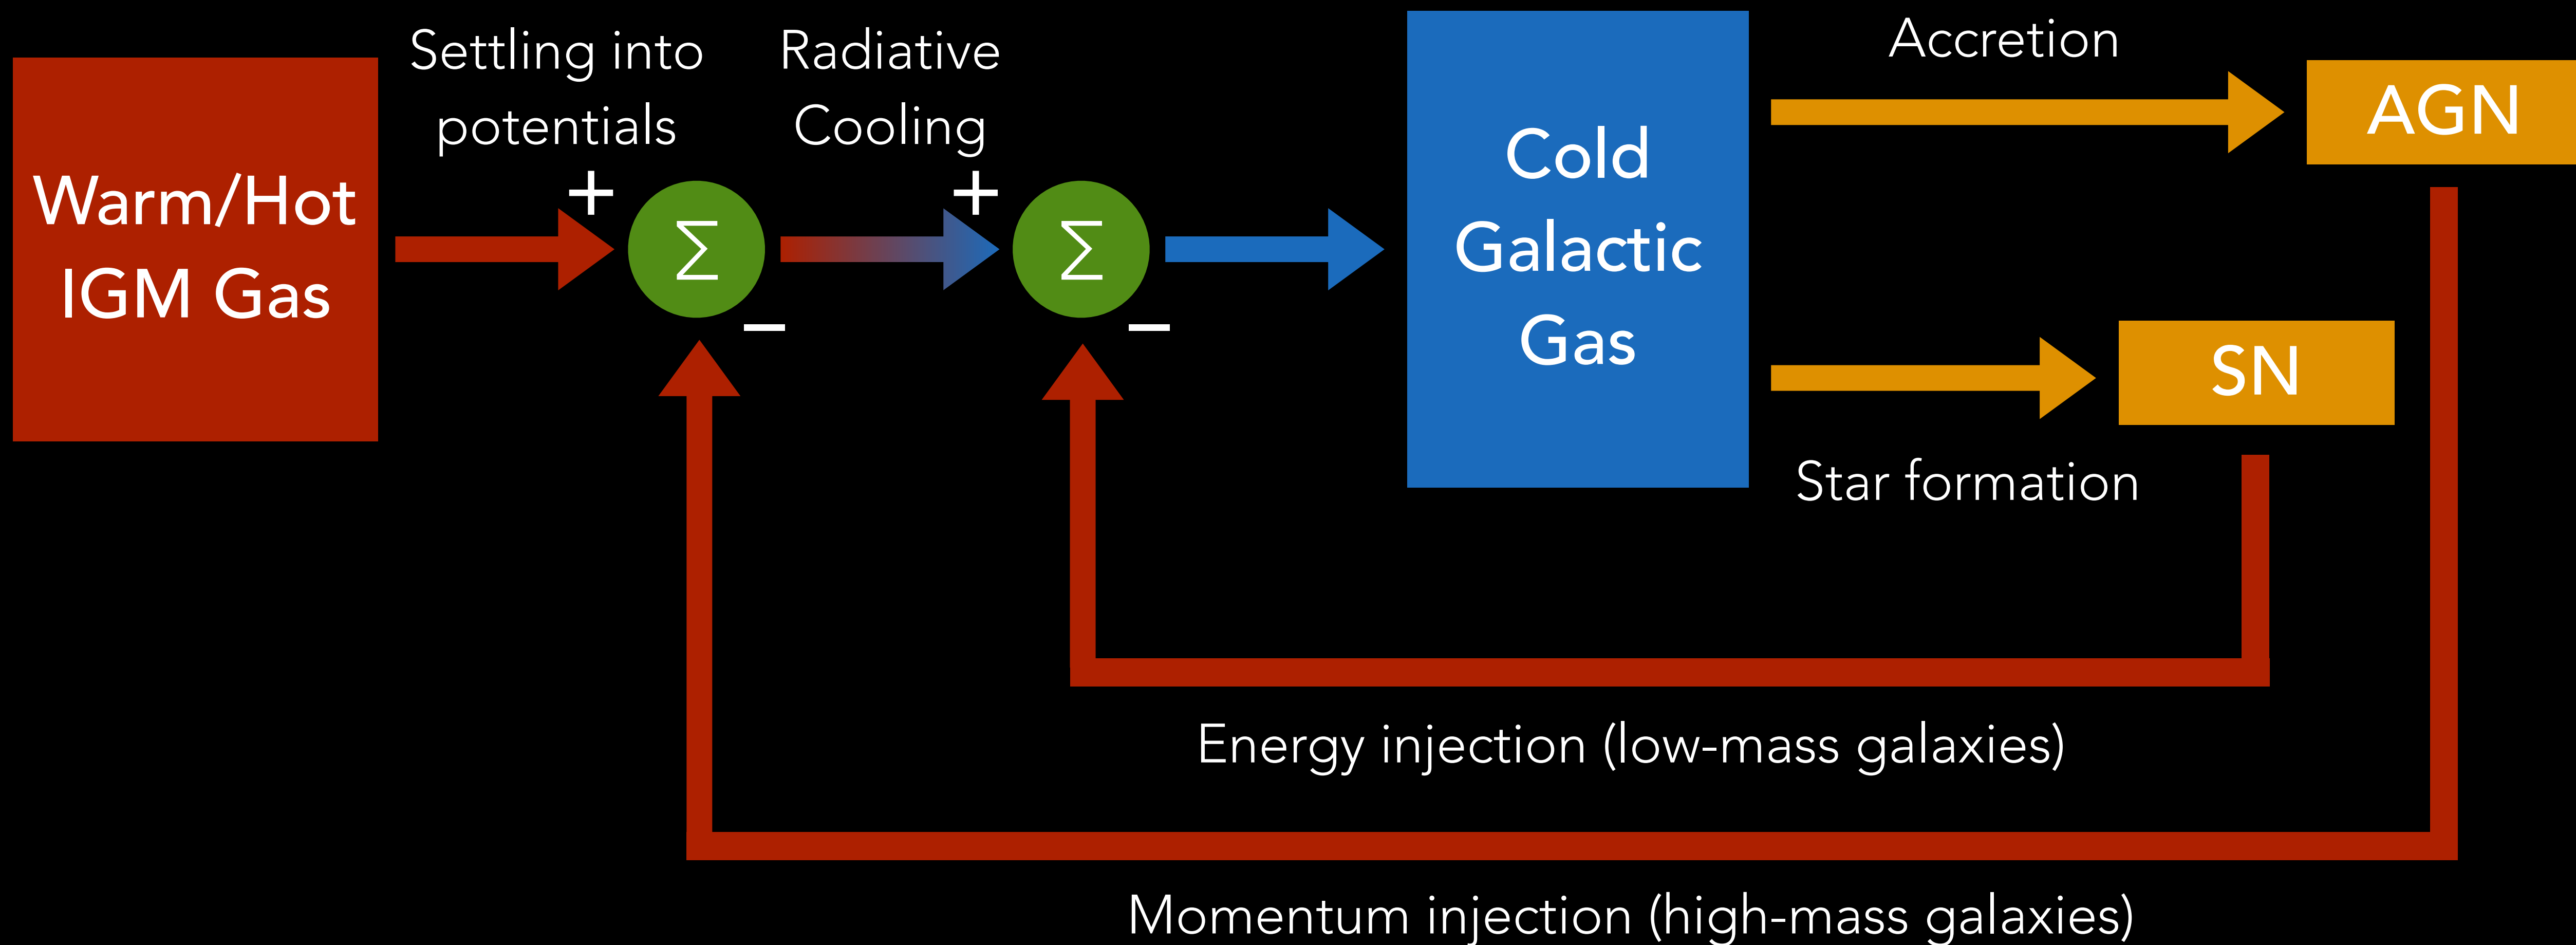 Warm/Hot
IGM Gas
Settling into
potentials
+
∑
−
Radiative
Cooling
+
∑
−
Cold
Galactic
Gas
Accretion
AGN
SN
Star formation
Energy injection (low-mass galaxies)
Momentum injection (high-mass galaxies)